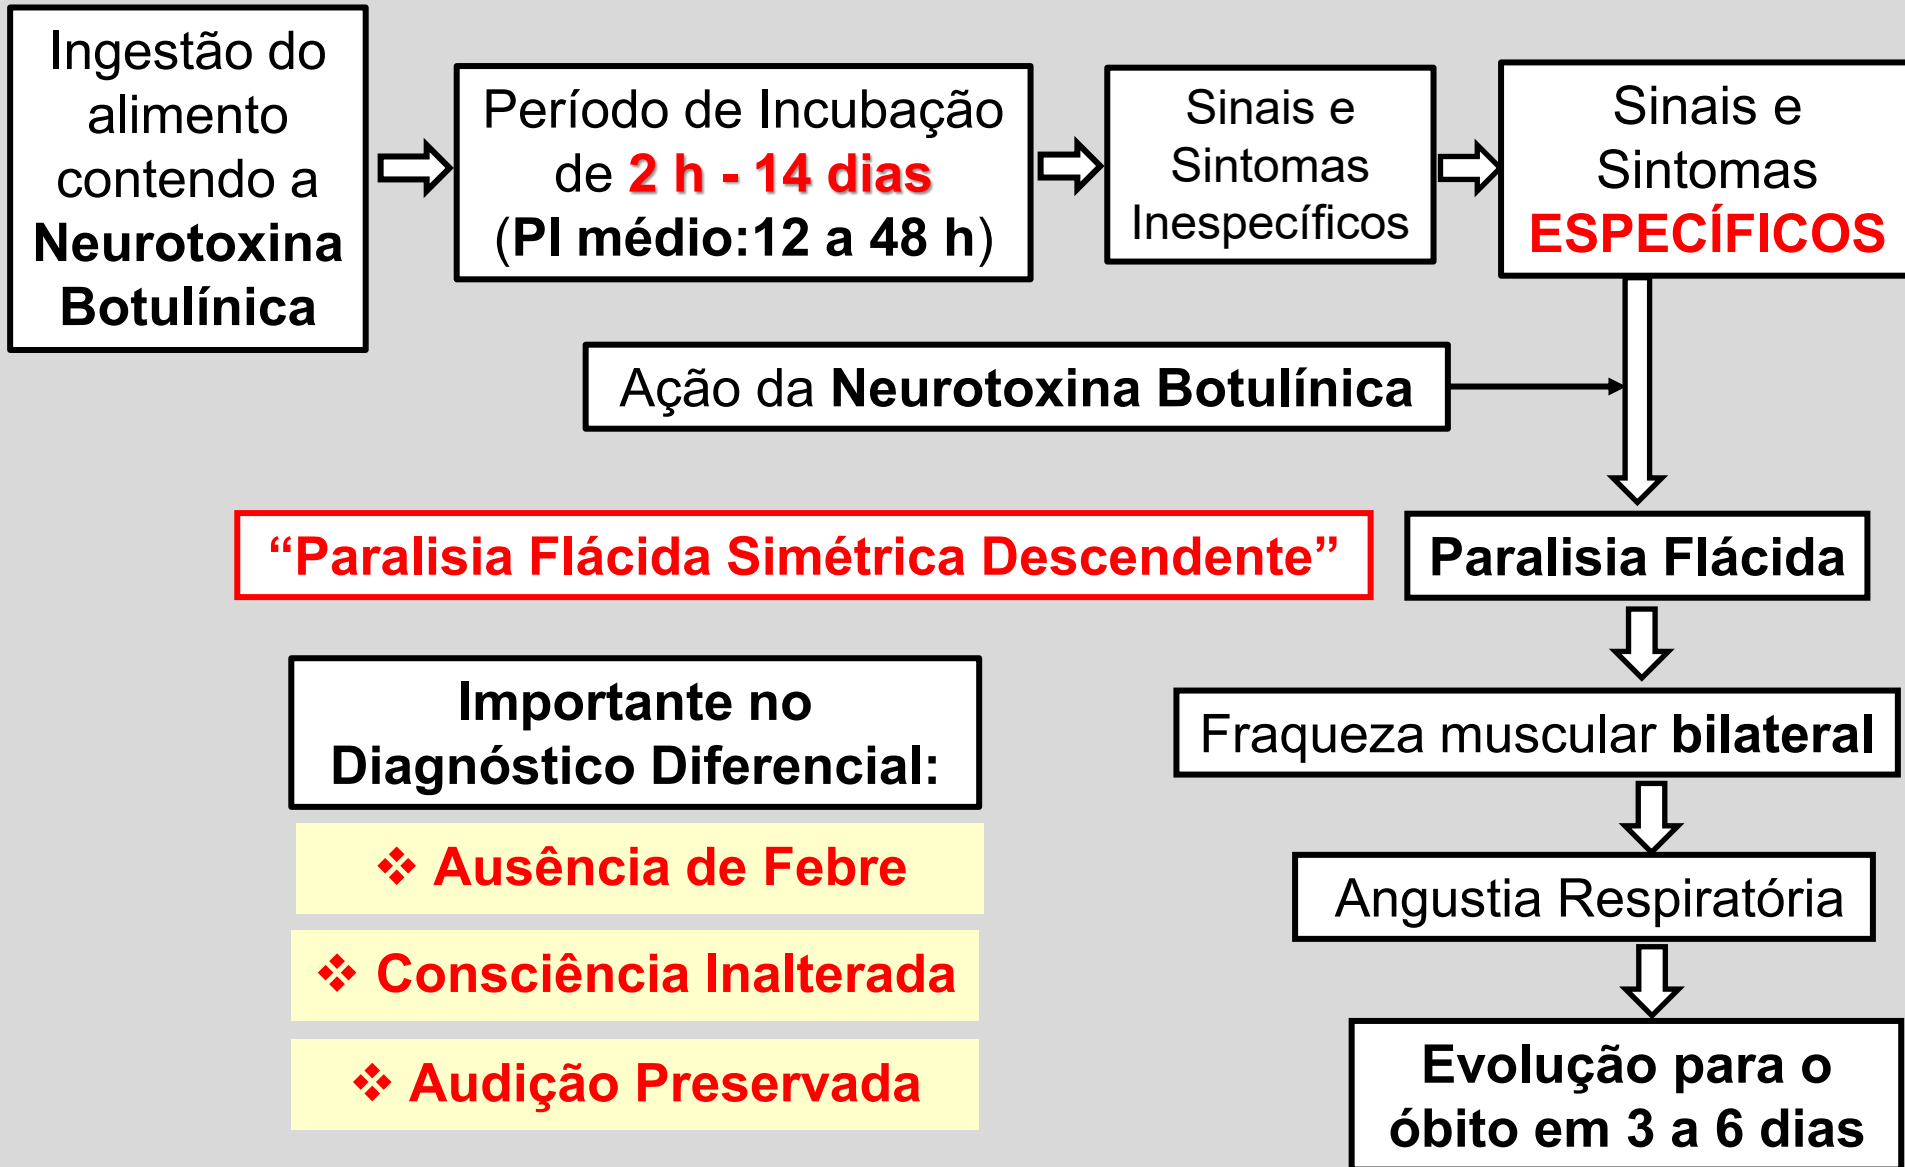 Ingestão do
alimento
contendo a
Neurotoxina
Botulínica
Período de Incubação
de 2 h - 14 dias
(PI médio:12 a 48 h)
Sinais e
Sintomas
Inespecíficos
Sinais e
Sintomas
ESPECÍFICOS
Ação da Neurotoxina Botulínica
“Paralisia Flácida Simétrica Descendente”
Paralisia Flácida
Importante no
Diagnóstico Diferencial:
❖ Ausência de Febre
❖ Consciência Inalterada
❖ Audição Preservada
Fraqueza muscular bilateral
Angustia Respiratória
Evolução para o
óbito em 3 a 6 dias